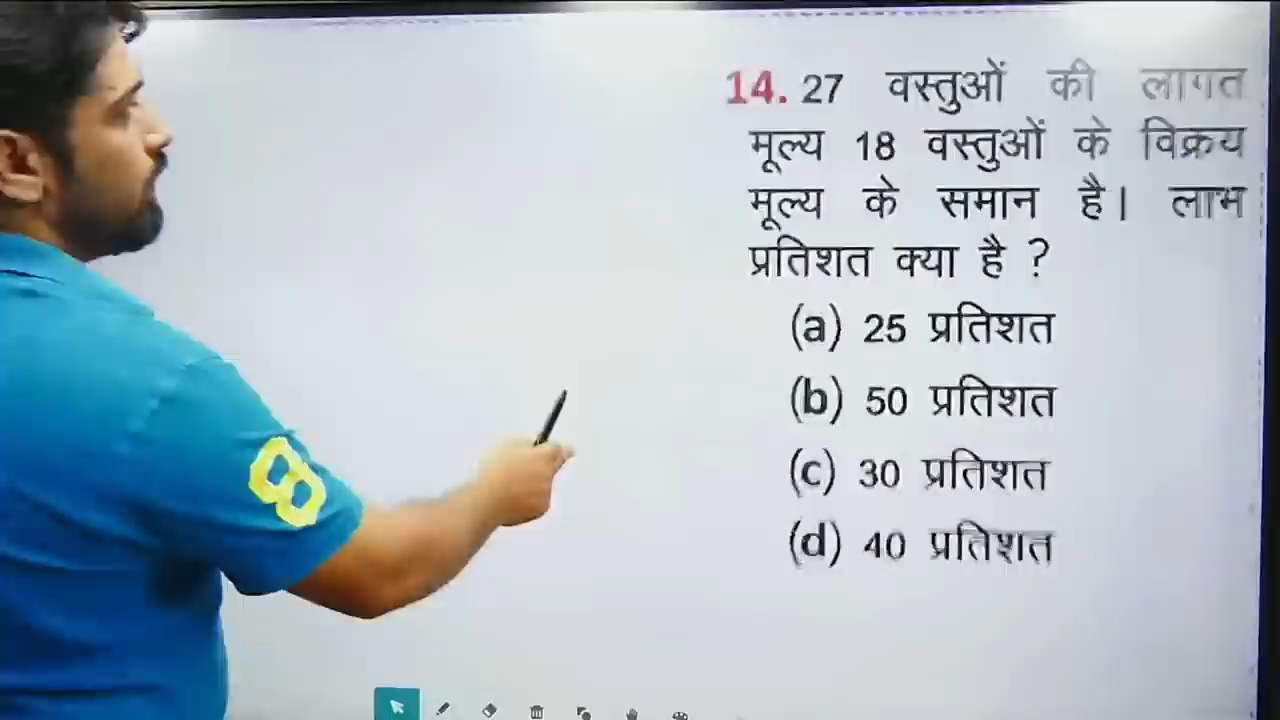 14. 27 वस्तुओं की लागत
मूल्य 18 वस्तुओं के विक्रय
मूल्य के समान है। लाभ
प्रतिशत क्या है ?
(a) 25 प्रतिशत
(b) 50 प्रतिशत
(c) 30 प्रतिशत
(d) 40 प्रतिशत
8